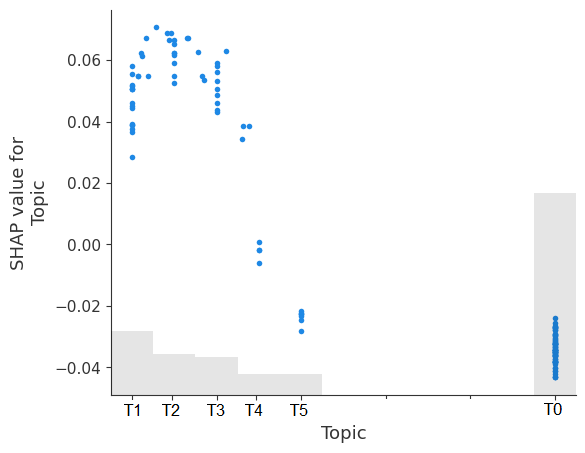 SHAP value for
Topic
0.06
0.04
0.02
0.00
−0.02
−0.04
T1
T2
T3
T4
T5
T0
Topic